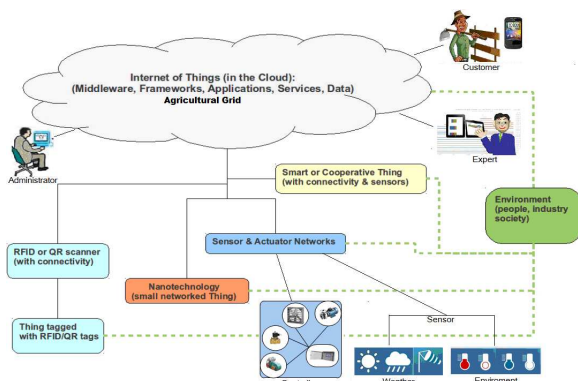 Customer
Internet of Things (in the Cloud):
(Middleware, Frameworks, Applications, Services, Data)
Agricultural Grid
Administrator
Expert
Smart or Cooperative Thing
(with connectivity & sensors)
Environment
(people, industry
society)
RFID or QR scanner
(with connectivity)
Sensor & Actuator Networks
Nanotechnology
(small networked Thing)
Thing tagged
with RFID/QR tags
Sensor